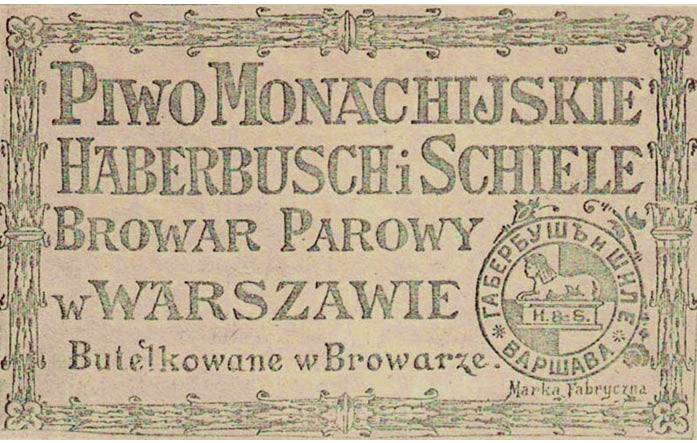 PIWO MONACHIJSKIE
HABERBUSCH i SCHIELE
BROWAR PAROWY
w WARSZAWIE
Butelkowane w Browarze.
ГАБЕРБУШЪ и ШИЛЕ
H. & S.
ВАРШАВА
Marka Fabryczna